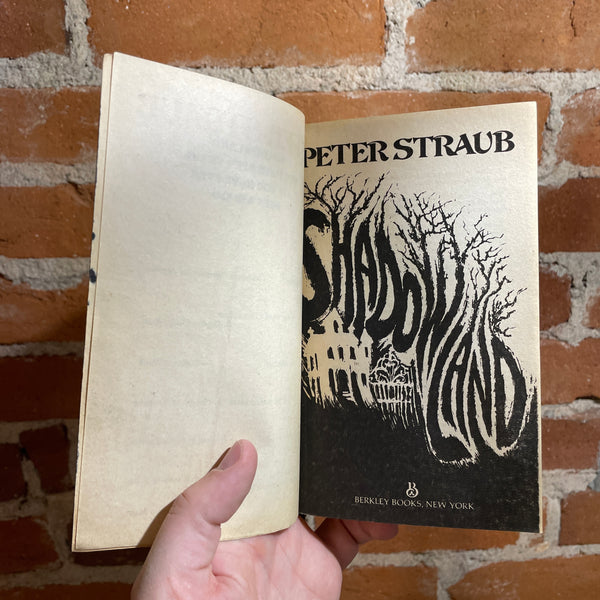 PETER STRAUB
SHADOWLAND
BERKLEY BOOKS, NEW YORK